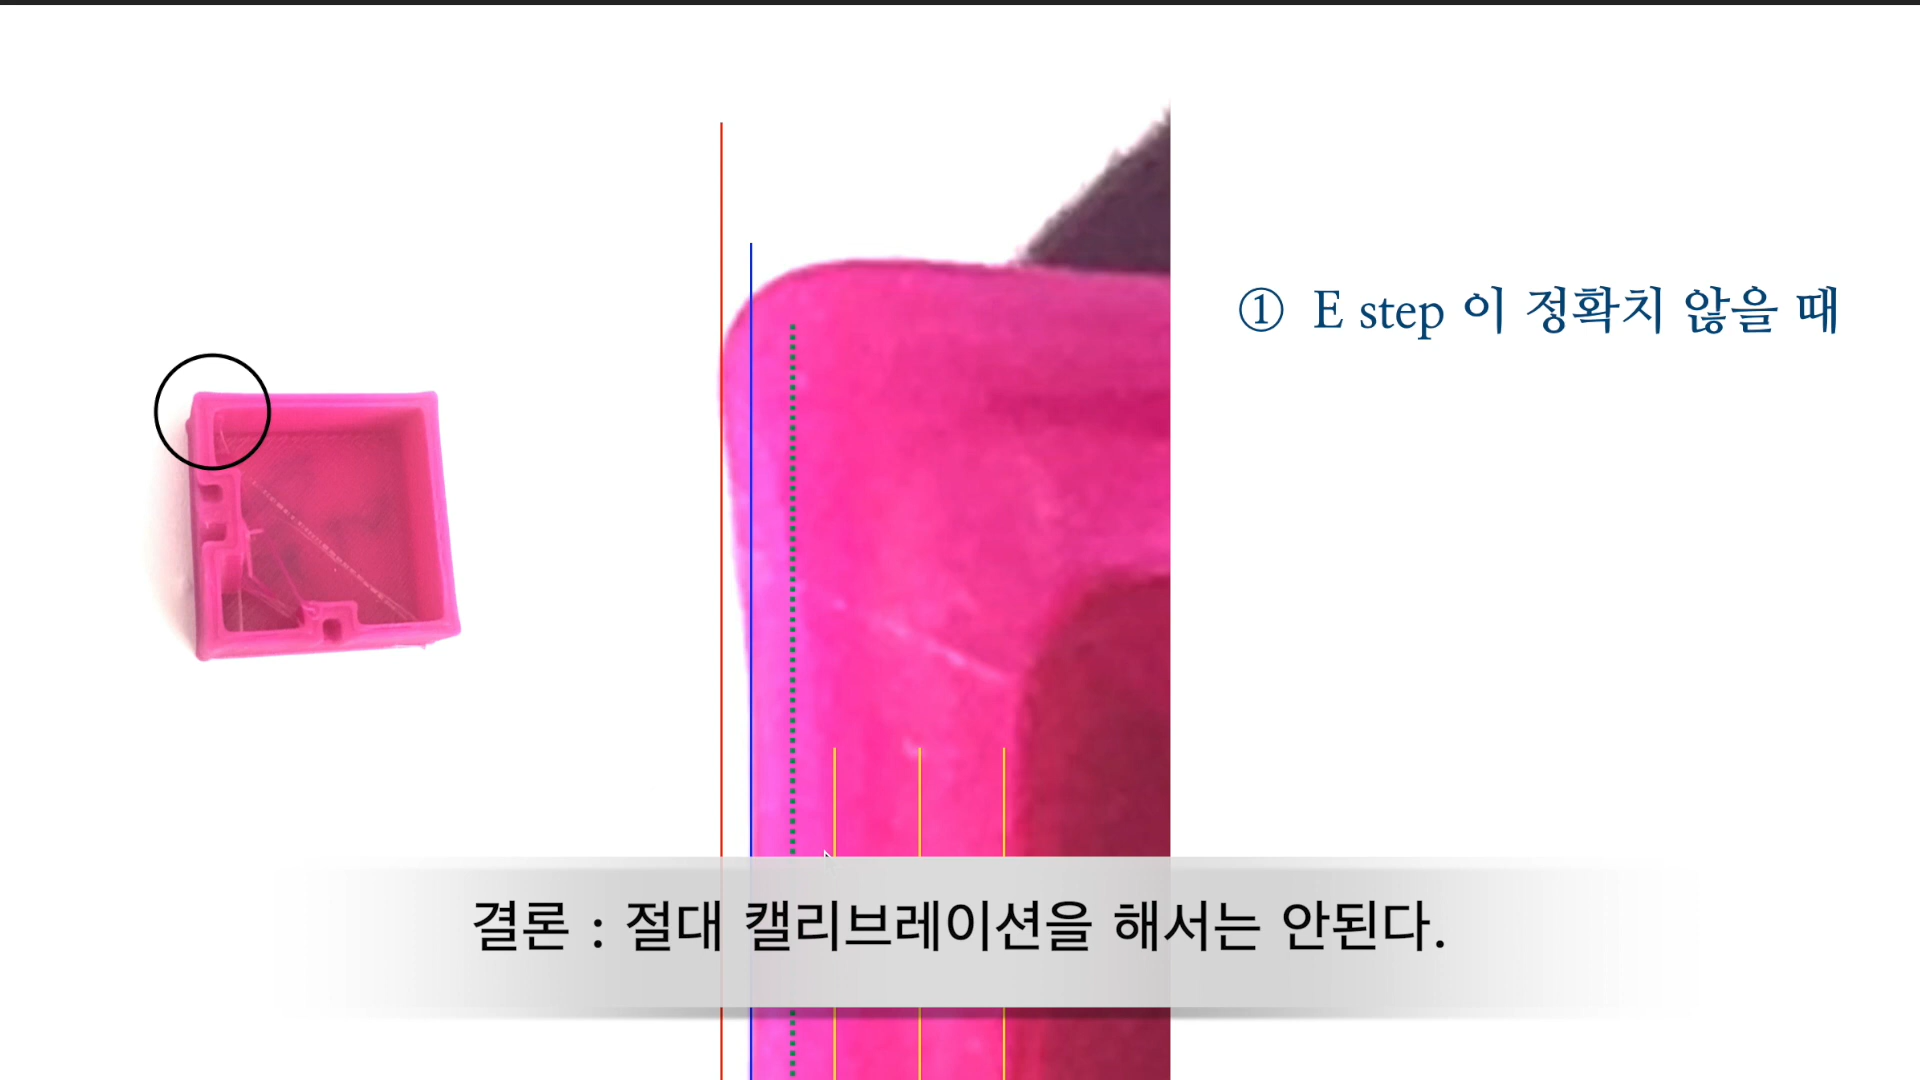 ① E step 이 정확치 않을 때
결론 : 절대 캘리브레이션을 해서는 안된다.